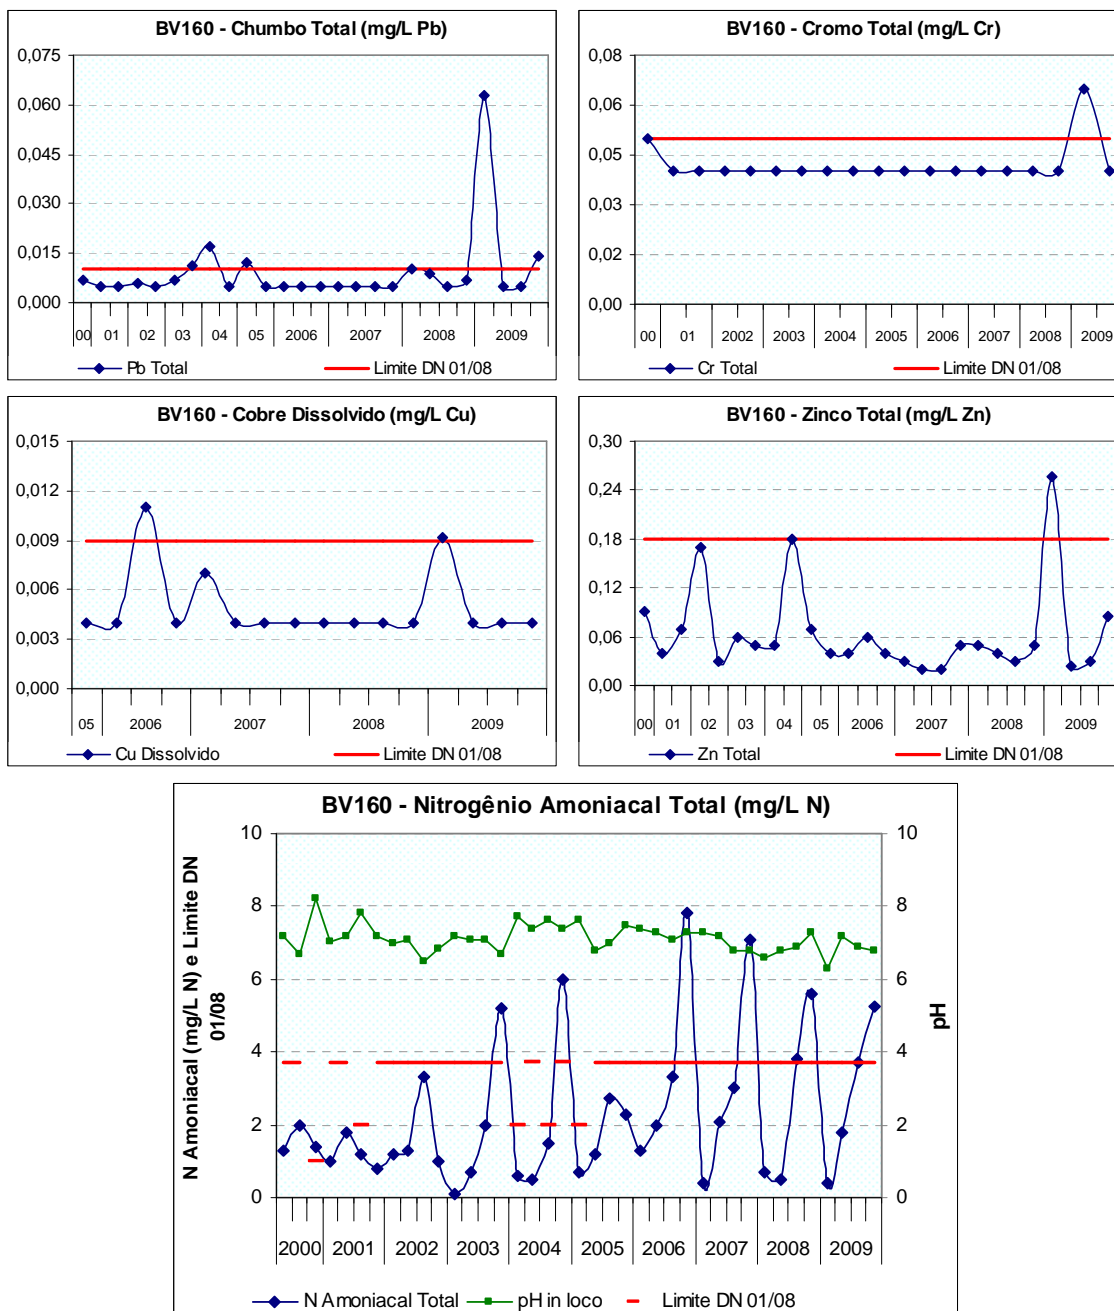 BV160 - Chumbo Total (mg/L Pb)
0,075
0,060
0,045
0,030
0,015
0,000
00 01 02 03 04 05 2006 2007 2008 2009
Pb Total Limite DN 01/08
BV160 - Cromo Total (mg/L Cr)
0,08
0,06
0,05
0,03
0,02
0,00
00 01 2002 2003 2004 2005 2006 2007 2008 2009
Cr Total Limite DN 01/08
BV160 - Cobre Dissolvido (mg/L Cu)
0,015
0,012
0,009
0,006
0,003
0,000
05 2006 2007 2008 2009
Cu Dissolvido Limite DN 01/08
BV160 - Zinco Total (mg/L Zn)
0,30
0,24
0,18
0,12
0,06
0,00
00 01 02 03 04 05 2006 2007 2008 2009
Zn Total Limite DN 01/08
BV160 - Nitrogênio Amoniacal Total (mg/L N)
N Amoniacal (mg/L N) e Limite DN
01/08
10
8
6
4
2
0
10
8
6
4
2
0
pH
2000 2001 2002 2003 2004 2005 2006 2007 2008 2009
N Amoniacal Total pH in loco Limite DN 01/08